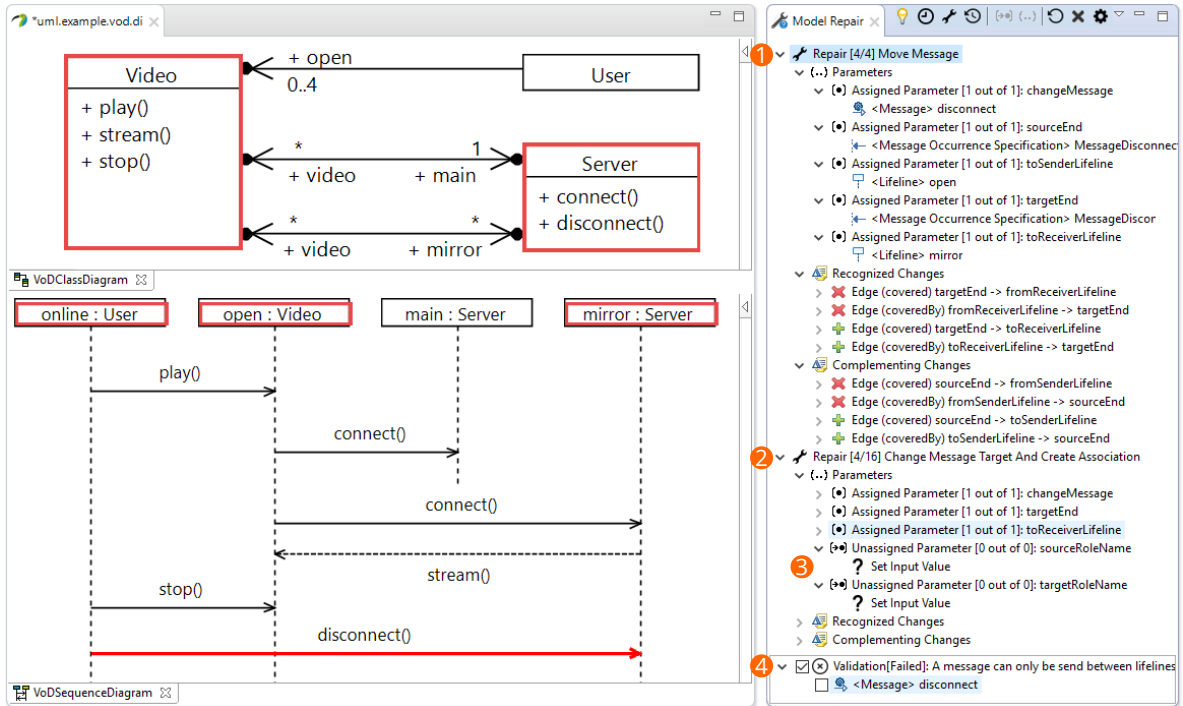 *uml.example.vod.di
Video
+ play()
+ stream()
+ stop()
+ open
0..4
User
*
1
+ video
+ main
Server
+ connect()
+ disconnect()
*
*
+ video
+ mirror
VoDClassDiagram
online : User
open : Video
main : Server
mirror : Server
play()
connect()
connect()
stream()
stop()
disconnect()
VoDSequenceDiagram
Model Repair
1
Repair [4/4] Move Message
Parameters
Assigned Parameter [1 out of 1]: changeMessage
<Message> disconnect
Assigned Parameter [1 out of 1]: sourceEnd
<Message Occurrence Specification> MessageDisconnec
Assigned Parameter [1 out of 1]: toSenderLifeline
<Lifeline> open
Assigned Parameter [1 out of 1]: targetEnd
<Message Occurrence Specification> MessageDiscor
Assigned Parameter [1 out of 1]: toReceiverLifeline
<Lifeline> mirror
Recognized Changes
Edge (covered) targetEnd -> fromReceiverLifeline
Edge (coveredBy) fromReceiverLifeline -> targetEnd
Edge (covered) targetEnd -> toReceiverLifeline
Edge (coveredBy) toReceiverLifeline -> targetEnd
Complementing Changes
Edge (covered) sourceEnd -> fromSenderLifeline
Edge (coveredBy) fromSenderLifeline -> sourceEnd
Edge (covered) sourceEnd -> toSenderLifeline
Edge (coveredBy) toSenderLifeline -> sourceEnd
2
Repair [4/16] Change Message Target And Create Association
Parameters
Assigned Parameter [1 out of 1]: changeMessage
Assigned Parameter [1 out of 1]: targetEnd
Assigned Parameter [1 out of 1]: toReceiverLifeline
Unassigned Parameter [0 out of 0]: sourceRoleName
3
? Set Input Value
Unassigned Parameter [0 out of 0]: targetRoleName
? Set Input Value
Recognized Changes
Complementing Changes
4
Validation[Failed]: A message can only be send between lifelines
<Message> disconnect